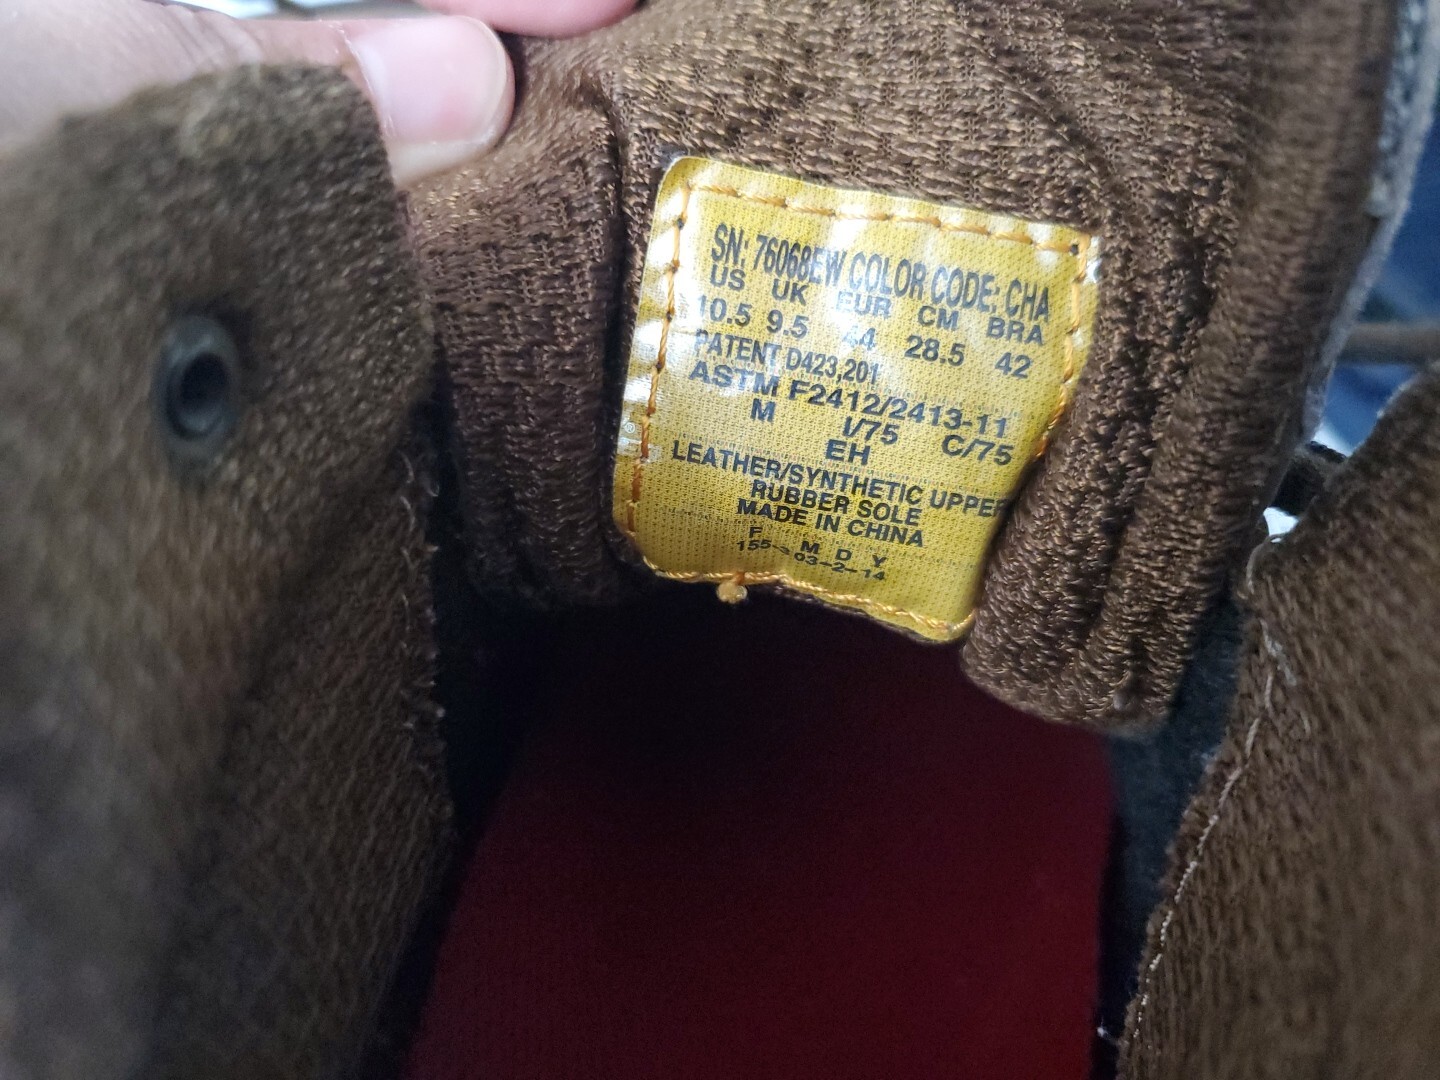 SN: 76068EW COLOR CODE: CHA
US UK EUR CM BRA
10.5 9.5 44 28.5 42
PATENT D423,201
ASTM F2412/2413-11
M I/75 C/75
EH
LEATHER/SYNTHETIC UPPER
RUBBER SOLE
MADE IN CHINA
F M D Y
03-2-14